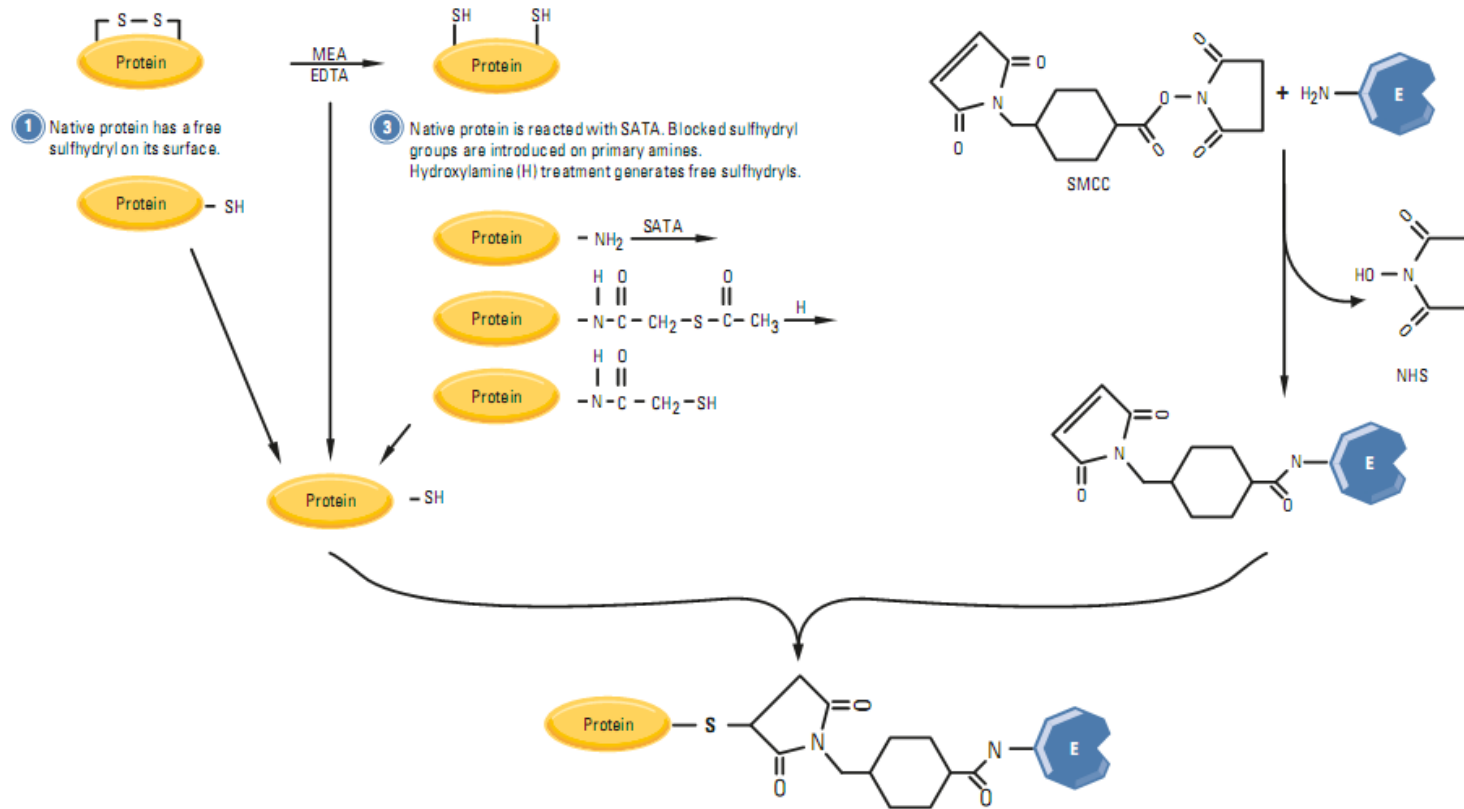 S – S
Protein
MEA
EDTA
SH SH
Protein
1 Native protein has a free
sulfhydryl on its surface.
Protein – SH
3 Native protein is reacted with SATA. Blocked sulfhydryl
groups are introduced on primary amines.
Hydroxylamine (H) treatment generates free sulfhydryls.
Protein – NH2 SATA
H O O
Protein – N – C – CH2 – S – C – CH3 H
H O
Protein – N – C – CH2 – SH
Protein – SH
O
N
O
O
O
O
N
O
+ H2N E
SMCC
O
HO N
O
NHS
O
N
O
N
O
E
Protein – S
O
N
O
N
O
E